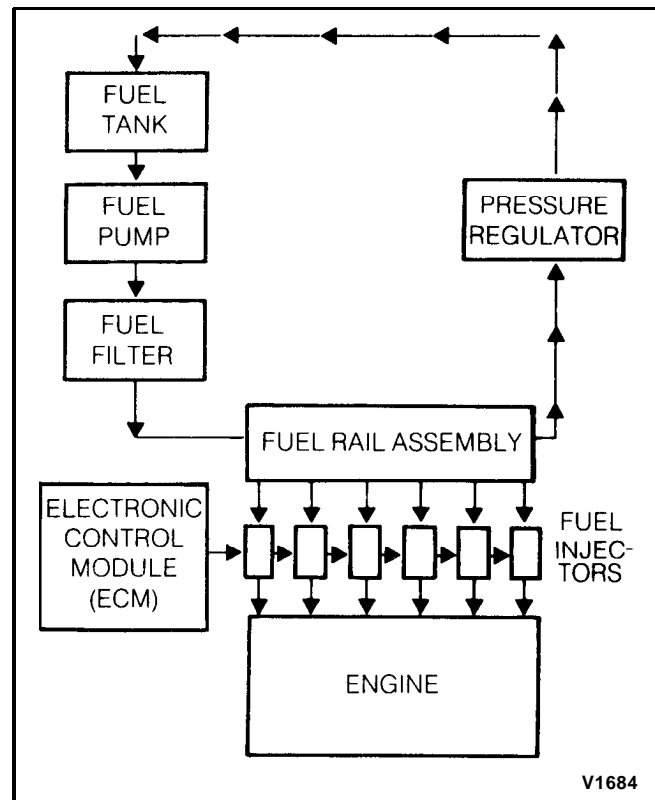 FUEL
TANK
FUEL
PUMP
FUEL
FILTER
PRESSURE
REGULATOR
FUEL RAIL ASSEMBLY
ELECTRONIC
CONTROL
MODULE
(ECM)
FUEL
INJEC-
TORS
ENGINE
V1684